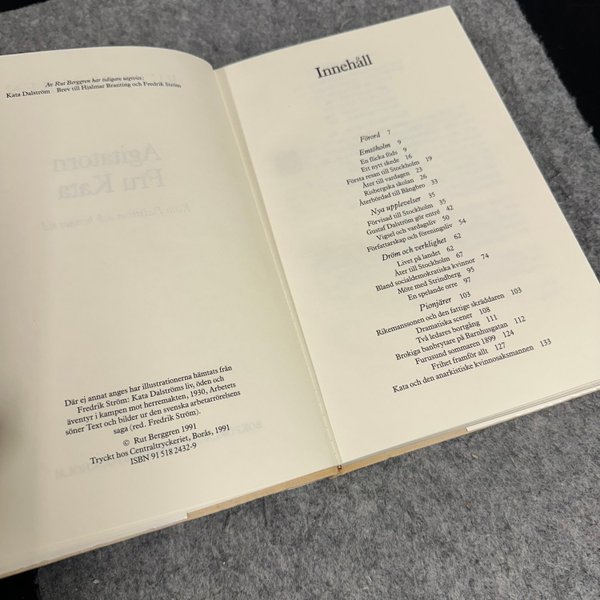 Av Rut Berggren har tidigare utgivits:
Kata Dalström Brev till Hjalmar Branting och Fredrik Ström
Agitatorn
Fru Kata
Där ej annat anges har illustrationerna hämtats från
Fredrik Ström: Kata Dalströms liv, öden och
äventyr i kampen mot herremakten, 1930, Arbetets
söner Text och bilder ur den svenska arbetarrörelsens
saga (red. Fredrik Ström).
© Rut Berggren 1991
Tryckt hos Centraltryckeriet, Borås, 1991
ISBN 91 518 2432-9
Innehåll
Förord 7
Emtöholm 9
En flicka föds 9
Ett nytt skede 16
Första resan till Stockholm 19
Åter till vardagen 23
Risbergska skolan 26
Återbördad till Bångbro 33
Nya upplevelser 35
Förvisad till Stockholm 35
Gustaf Dalström gör entré 42
Vigsel och vardagsliv 50
Författarskap och föreningsliv 54
Dröm och verklighet 62
Livet på landet 62
Åter till Stockholm 67
Bland socialdemokratiska kvinnor 74
Möte med Strindberg 95
En spelande orre 97
Pionjärer 103
Rikemanssonen och den fattige skräddaren 103
Dramatiska scener 108
Två ledares bortgång 111
Brokiga banbrytare på Barnhusgatan 112
Furusund sommaren 1899 124
Frihet framför allt 127
Kata och den anarkistiske kvinnosaksmannen 133